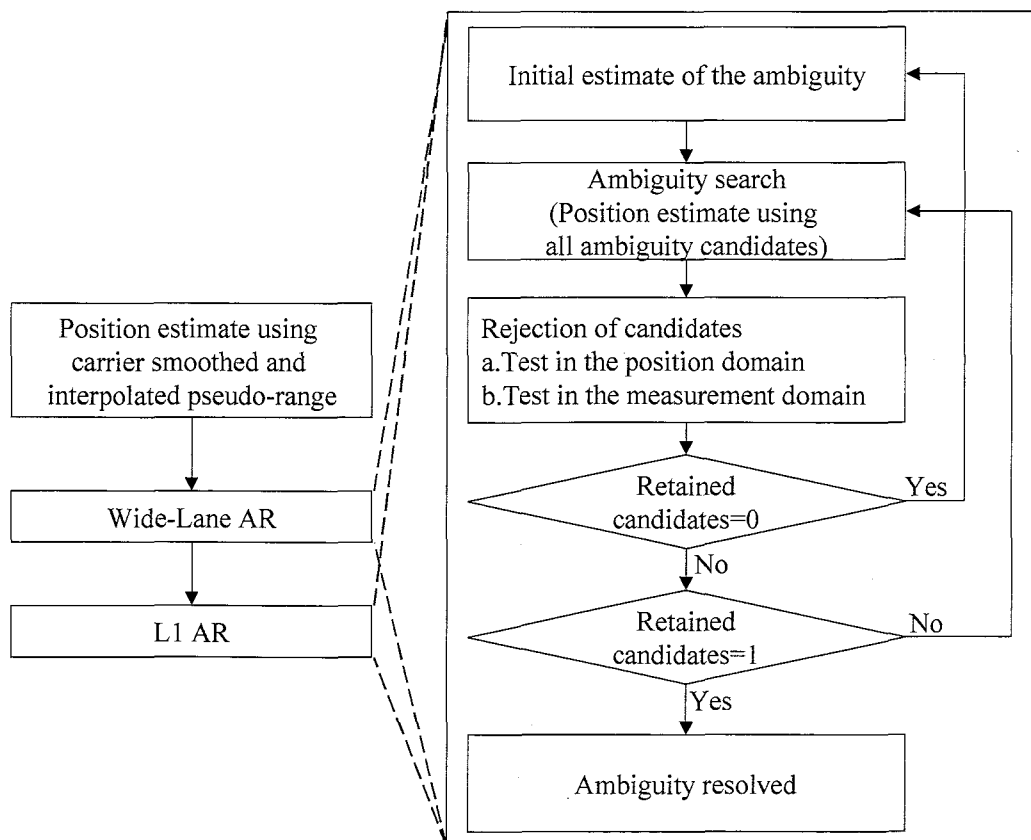 Position estimate using
carrier smoothed and
interpolated pseudo-range
Wide-Lane AR
L1 AR
Initial estimate of the ambiguity
Ambiguity search
(Position estimate using
all ambiguity candidates)
Rejection of candidates
a.Test in the position domain
b.Test in the measurement domain
Retained
candidates=0
Yes
No
Retained
candidates=1
No
Yes
Ambiguity resolved